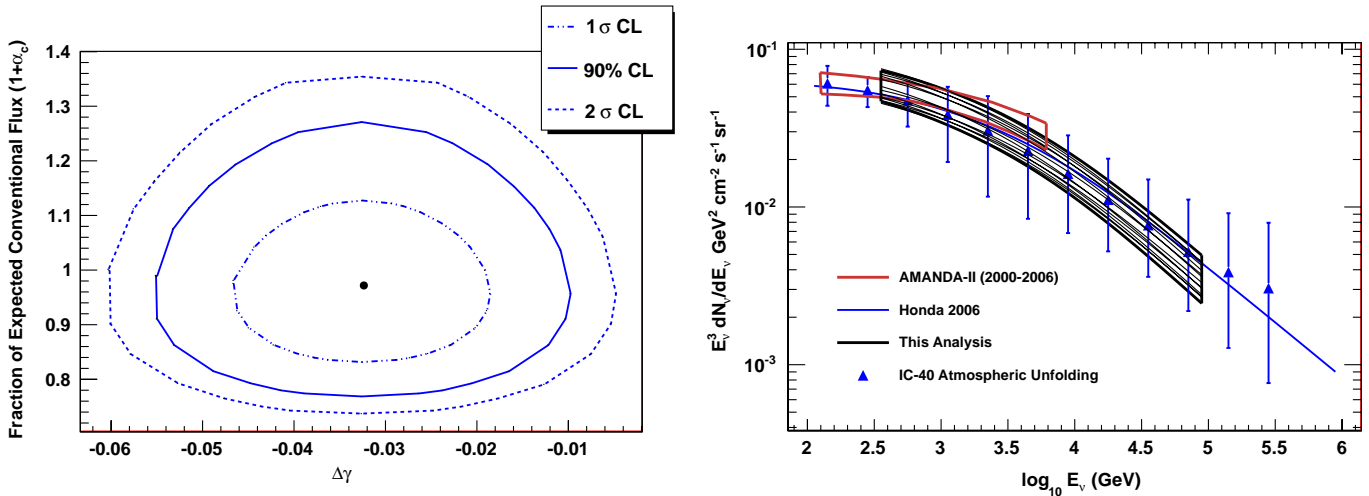 Fraction of Expected Conventional Flux (1+α_c)
1.4
1.3
1.2
1.1
1
0.9
0.8
-0.06 -0.05 -0.04 -0.03 -0.02 -0.01
Δγ
1 σ CL
90% CL
2 σ CL
E_ν^3 dN_ν/dE_ν GeV^2 cm^-2 s^-1 sr^-1
10^-1
10^-2
10^-3
AMANDA-II (2000-2006)
Honda 2006
This Analysis
IC-40 Atmospheric Unfolding
2 2.5 3 3.5 4 4.5 5 5.5 6
log_10 E_ν (GeV)